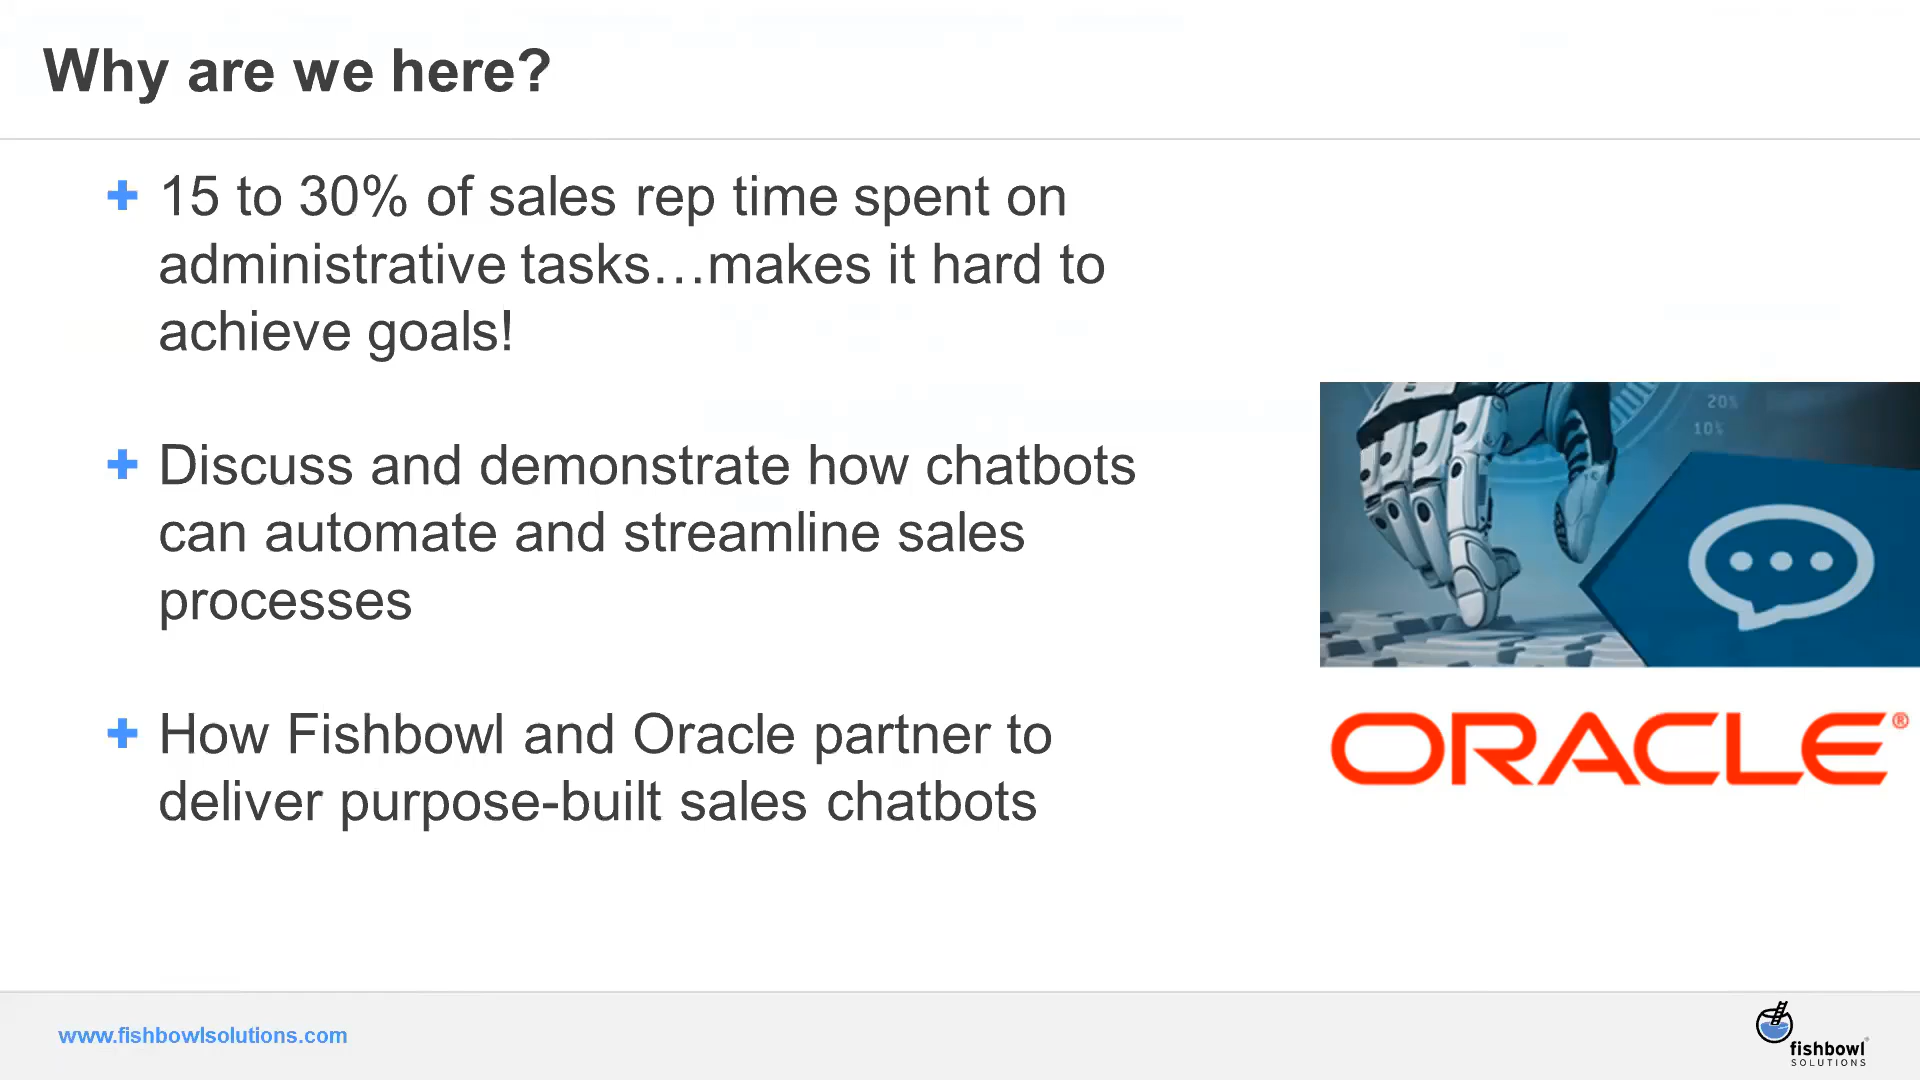 Why are we here?
15 to 30% of sales rep time spent on
administrative tasks…makes it hard to
achieve goals!
Discuss and demonstrate how chatbots
can automate and streamline sales
processes
How Fishbowl and Oracle partner to
deliver purpose-built sales chatbots
20%
10%
ORACLE®
www.fishbowlsolutions.com
fishbowl
SOLUTIONS